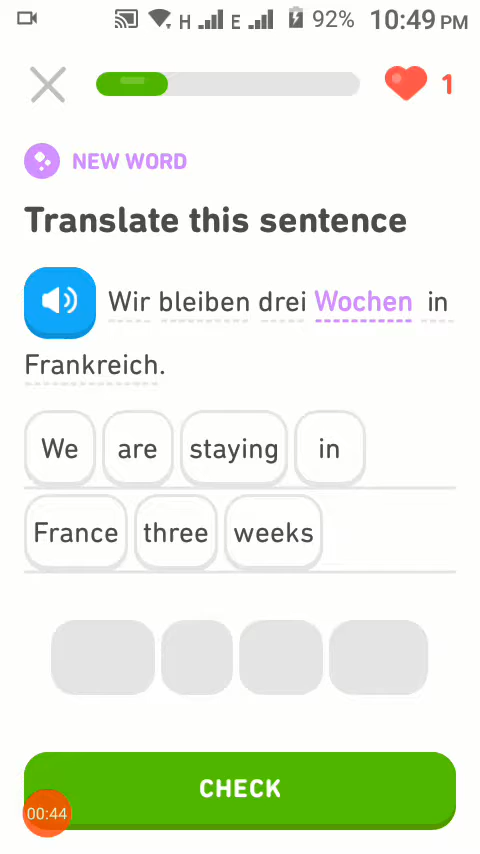 H E 92% 10:49 PM
1
NEW WORD
Translate this sentence
Wir bleiben drei Wochen in
Frankreich.
We are staying in
France three weeks
CHECK
00:44